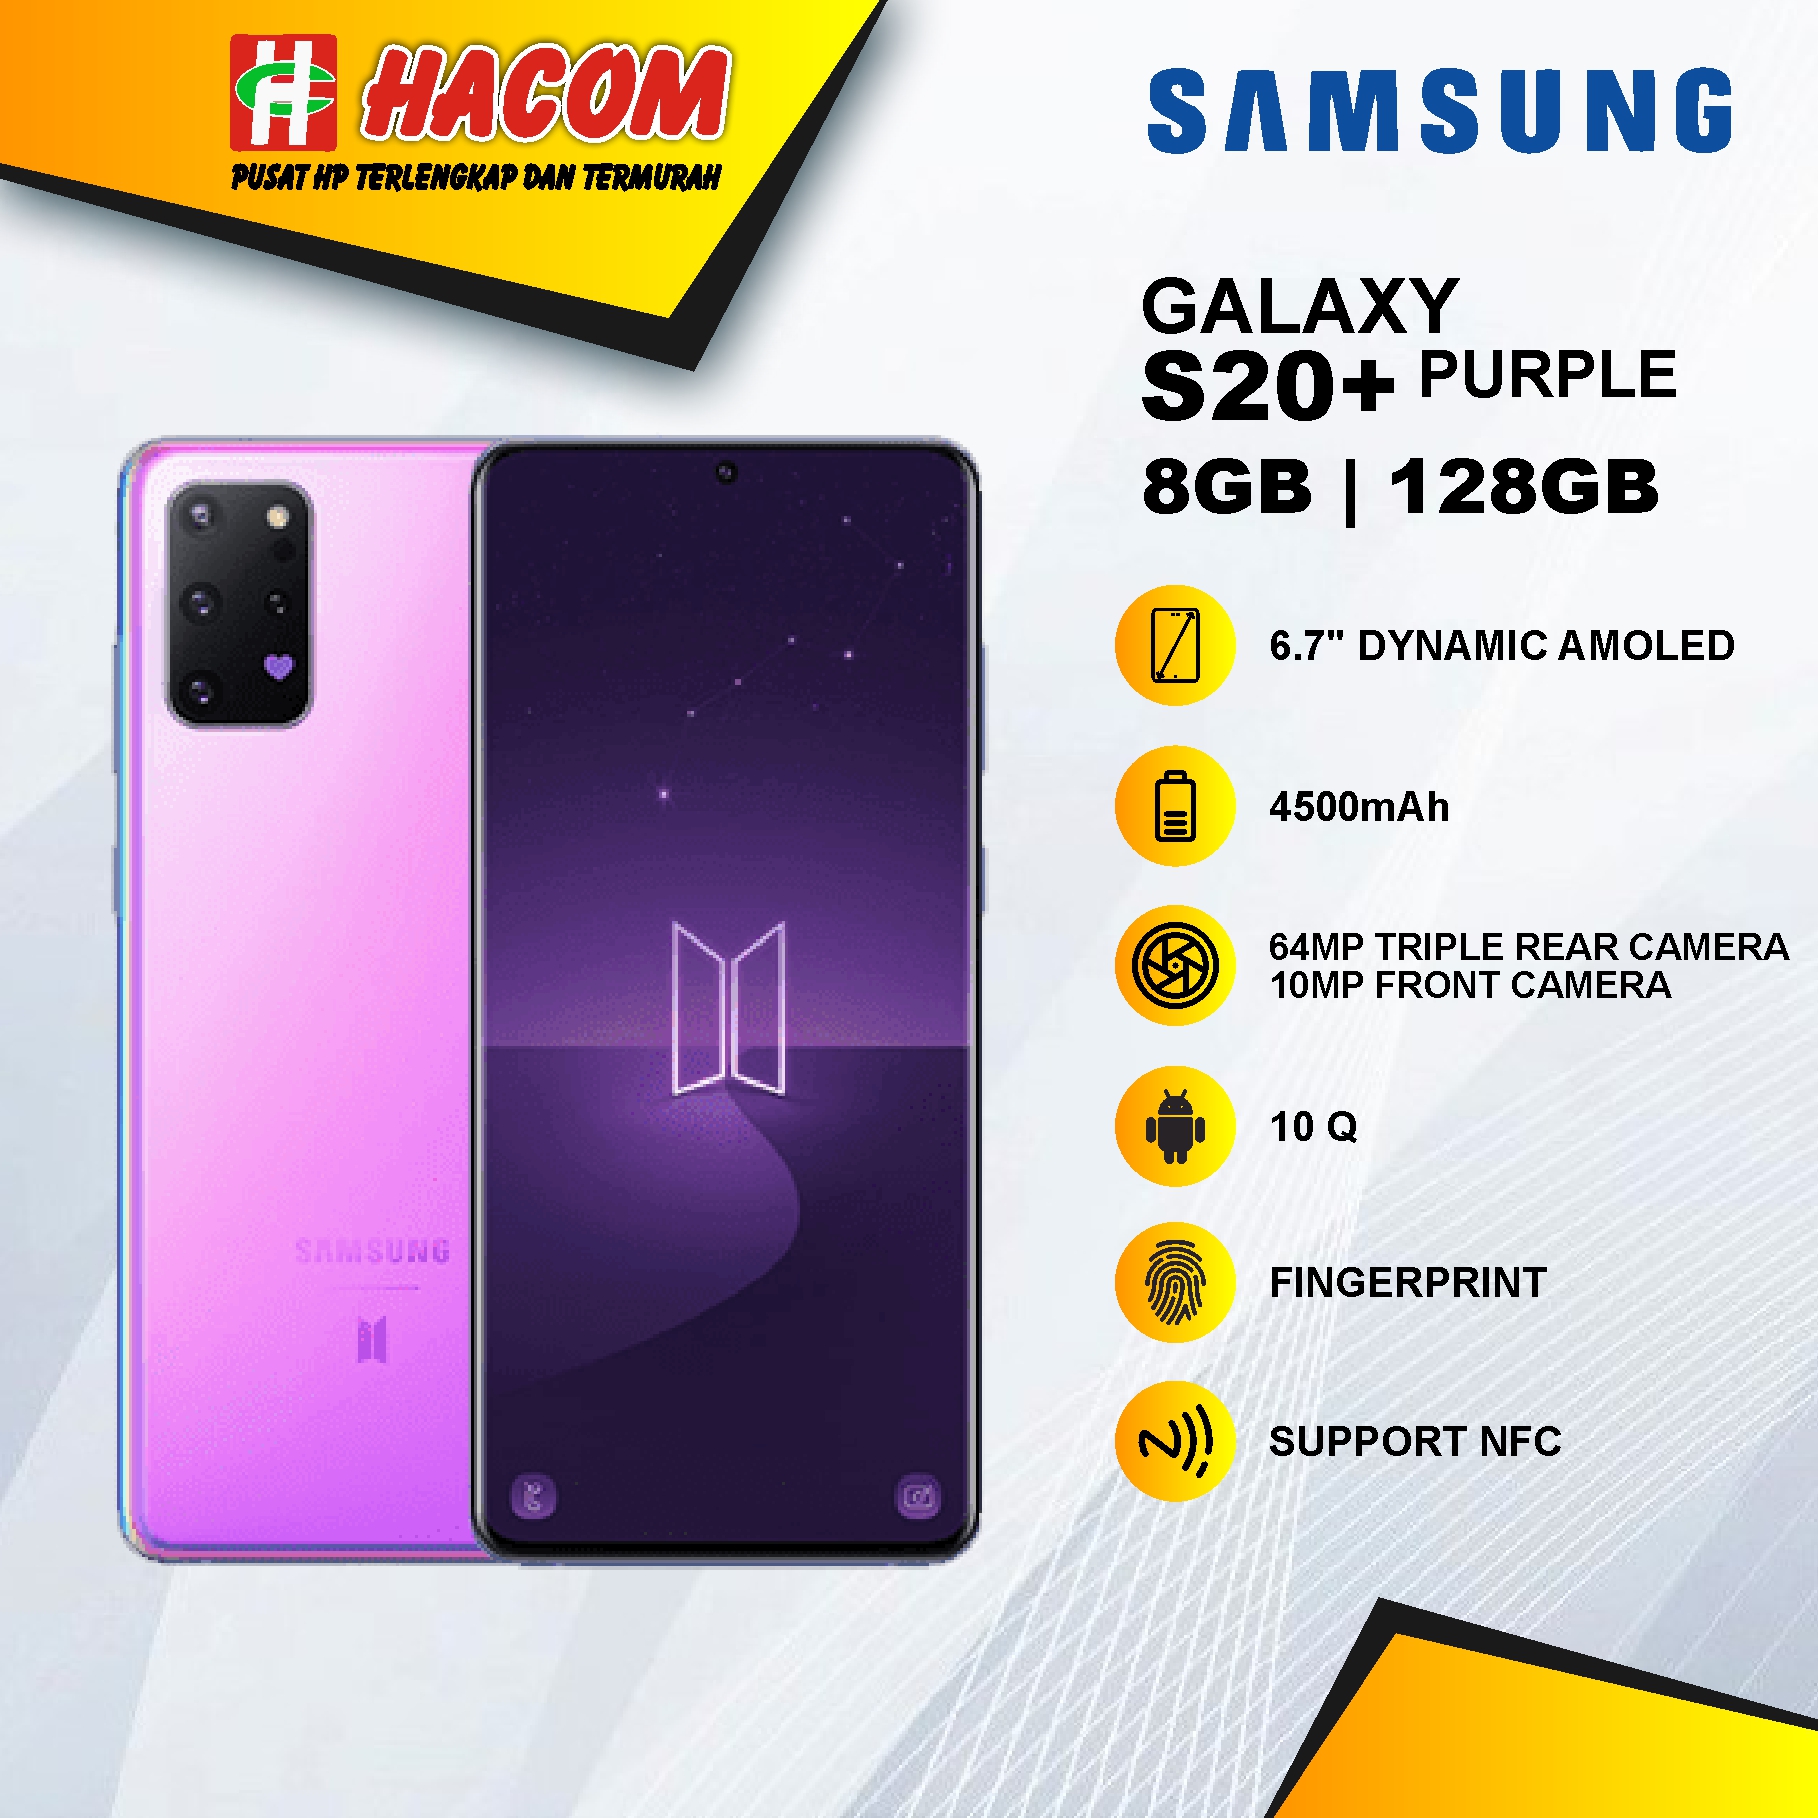 HACOM
PUSAT HP TERLENGKAP DAN TERMURAH
SAMSUNG
GALAXY
S20+ PURPLE
8GB | 128GB
6.7" DYNAMIC AMOLED
4500mAh
64MP TRIPLE REAR CAMERA
10MP FRONT CAMERA
10 Q
FINGERPRINT
SUPPORT NFC
SAMSUNG